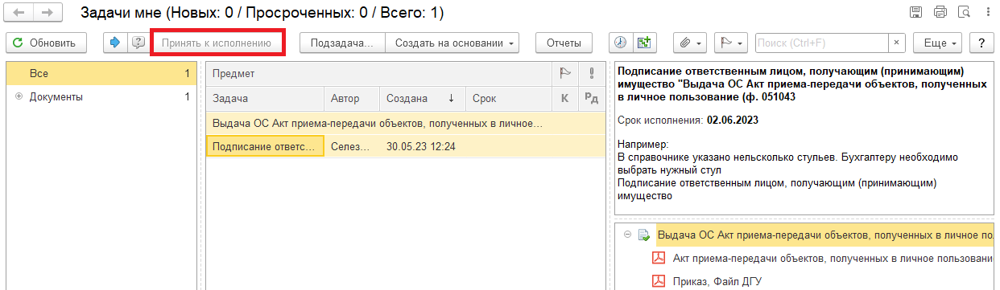 Задачи мне (Новых: 0 / Просроченных: 0 / Всего: 1)
Обновить
Принять к исполнению
Подзадача...
Создать на основании
Отчеты
Поиск (Ctrl+F)
×
Еще
?
Все 1
Документы 1
Предмет
Задача Автор Создана ↓ Срок К Рд
Выдача ОС Акт приема-передачи объектов, полученных в личное...
Подписание ответс... Селез... 30.05.23 12:24
Подписание ответственным лицом, получающим (принимающим)
имущество "Выдача ОС Акт приема-передачи объектов, полученных
в личное пользование (ф. 051043
Срок исполнения: 02.06.2023
Например:
В справочнике указано нельсколько стульев. Бухгалтеру необходимо
выбрать нужный стул
Подписание ответственным лицом, получающим (принимающим)
имущество
Выдача ОС Акт приема-передачи объектов, полученных в личное по
Акт приема-передачи объектов, полученных в личное пользовани
Приказ, Файл ДГУ